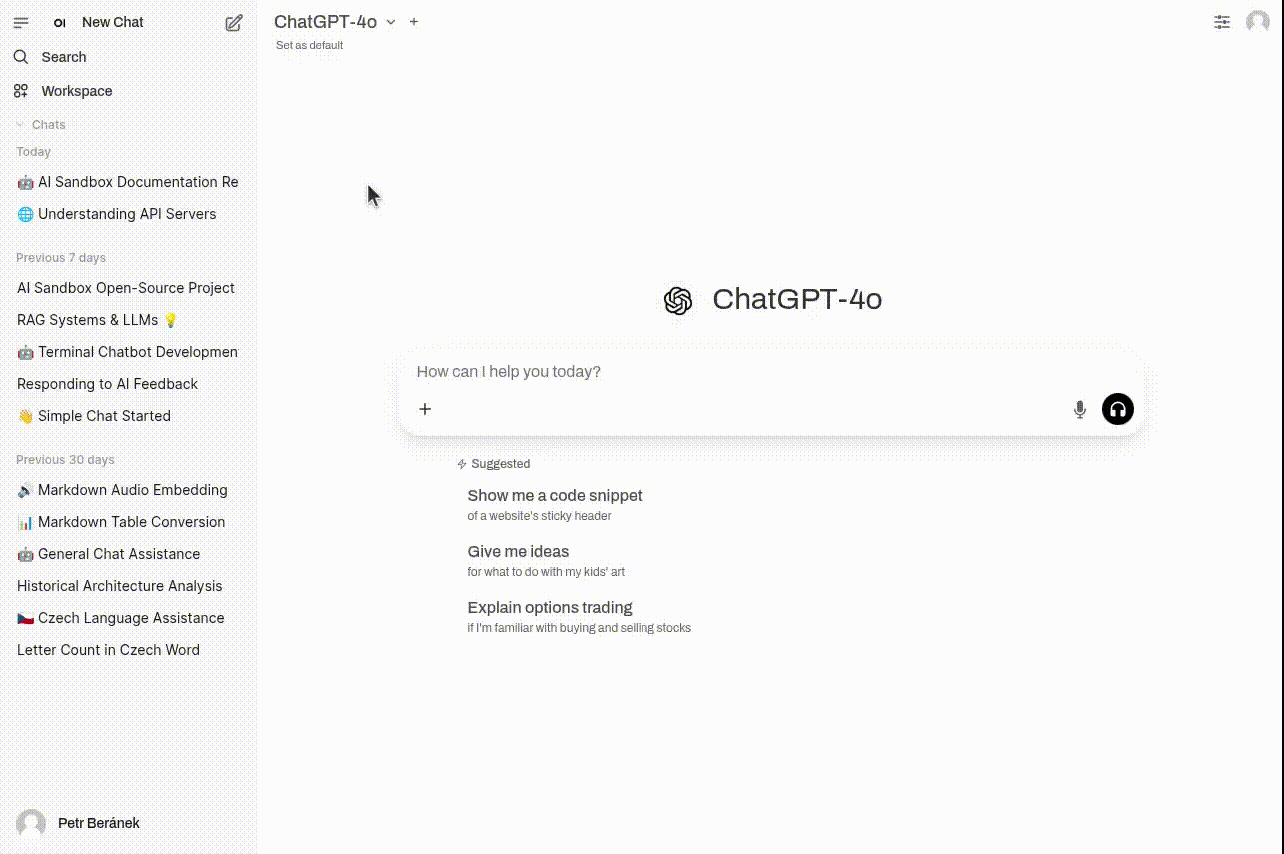 OI New Chat
Search
Workspace
Chats
Today
🤖 AI Sandbox Documentation Re
🌐 Understanding API Servers
Previous 7 days
AI Sandbox Open-Source Project
RAG Systems & LLMs 💡
🤖 Terminal Chatbot Developmen
Responding to AI Feedback
👋 Simple Chat Started
Previous 30 days
🔊 Markdown Audio Embedding
📊 Markdown Table Conversion
🤖 General Chat Assistance
Historical Architecture Analysis
🇨🇿 Czech Language Assistance
Letter Count in Czech Word
Petr Beránek
ChatGPT-4o
Set as default
ChatGPT-4o
How can I help you today?
Suggested
Show me a code snippet
of a website's sticky header
Give me ideas
for what to do with my kids' art
Explain options trading
if I'm familiar with buying and selling stocks